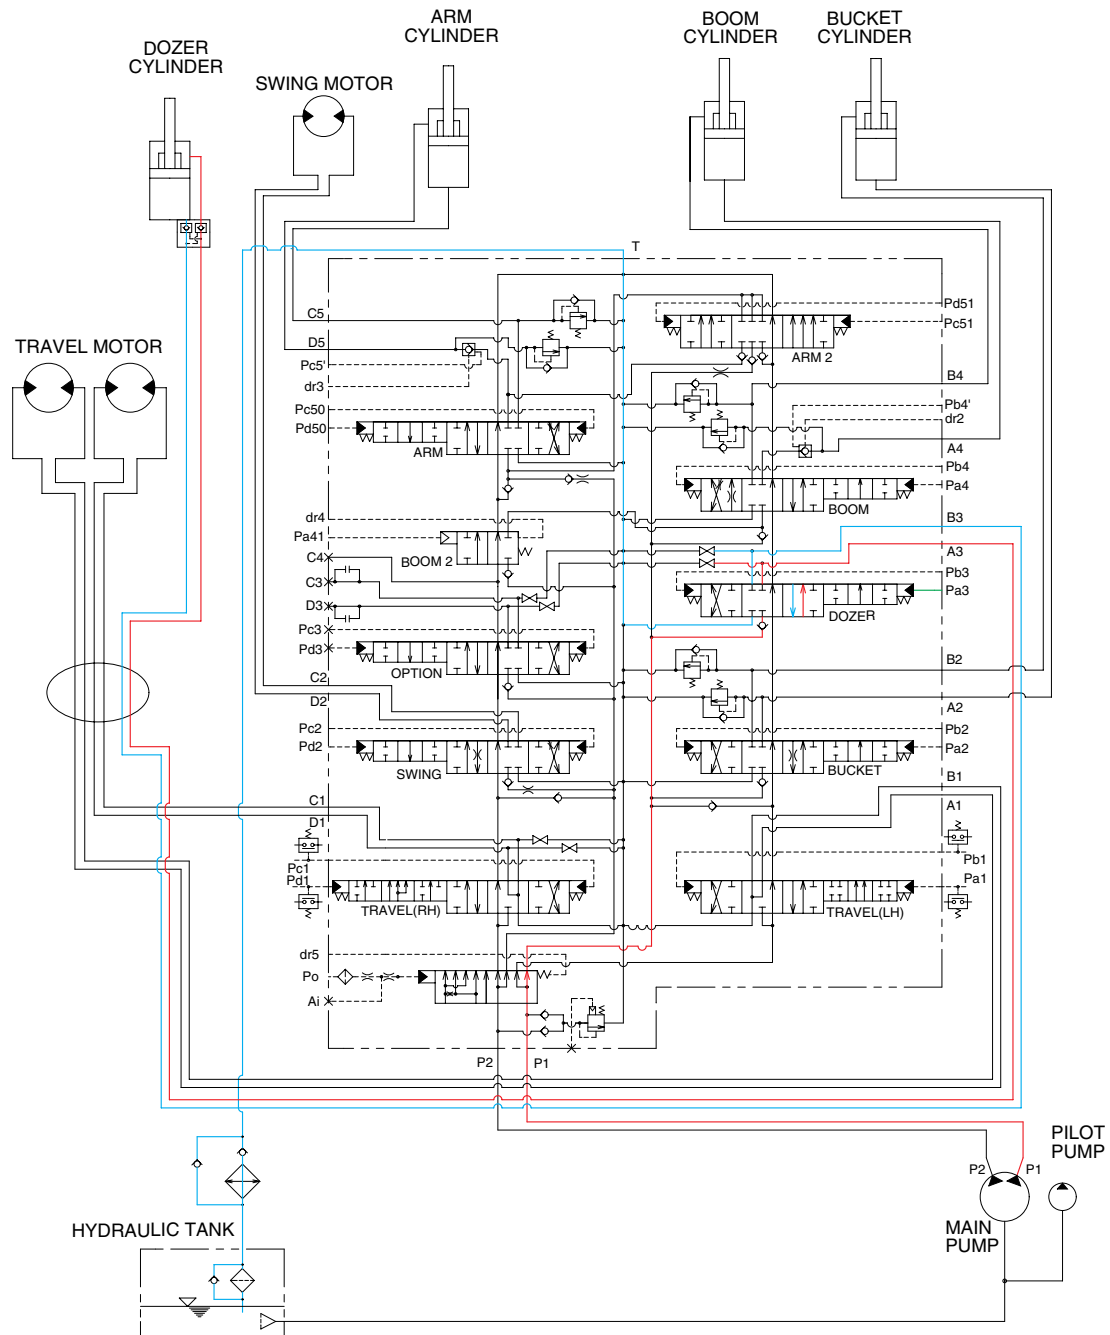 ARM
CYLINDER
BOOM
CYLINDER
BUCKET
CYLINDER
DOZER
CYLINDER
SWING MOTOR
TRAVEL MOTOR
T
C5
D5
Pc5'
dr3
Pc50
Pd50
ARM
Pd51
Pc51
ARM 2
B4
Pb4'
dr2
A4
Pb4
Pa4
BOOM
dr4
Pa41
C4
BOOM 2
C3
D3
B3
A3
Pb3
Pa3
DOZER
Pc3
Pd3
OPTION
C2
D2
Pc2
Pd2
SWING
B2
A2
Pb2
Pa2
BUCKET
C1
D1
Pc1
Pd1
TRAVEL(RH)
B1
A1
Pb1
Pa1
TRAVEL(LH)
dr5
Po
Ai
P2
P1
PILOT
PUMP
P2
P1
MAIN
PUMP
HYDRAULIC TANK